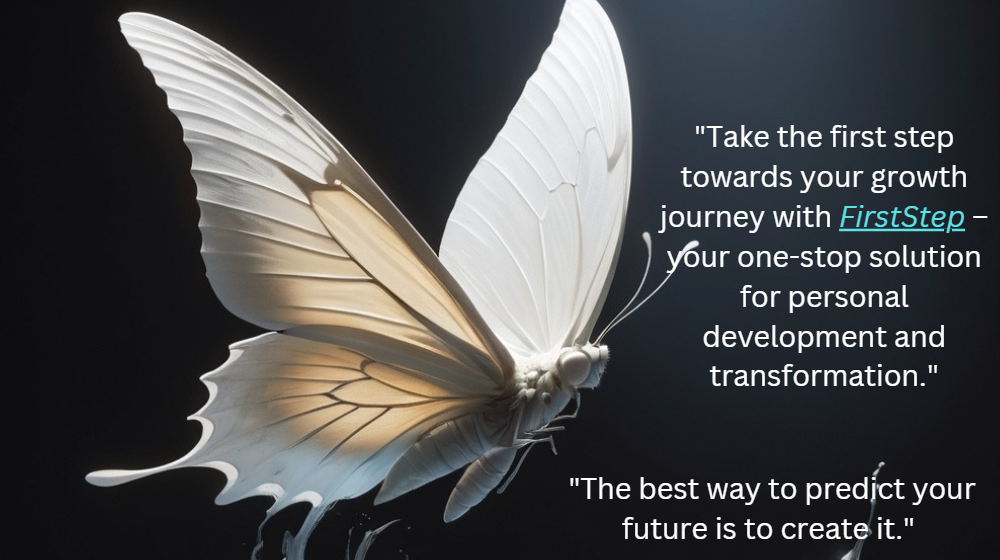 "Take the first step
towards your growth
journey with FirstStep –
your one-stop solution
for personal
development and
transformation."
"The best way to predict your
future is to create it."